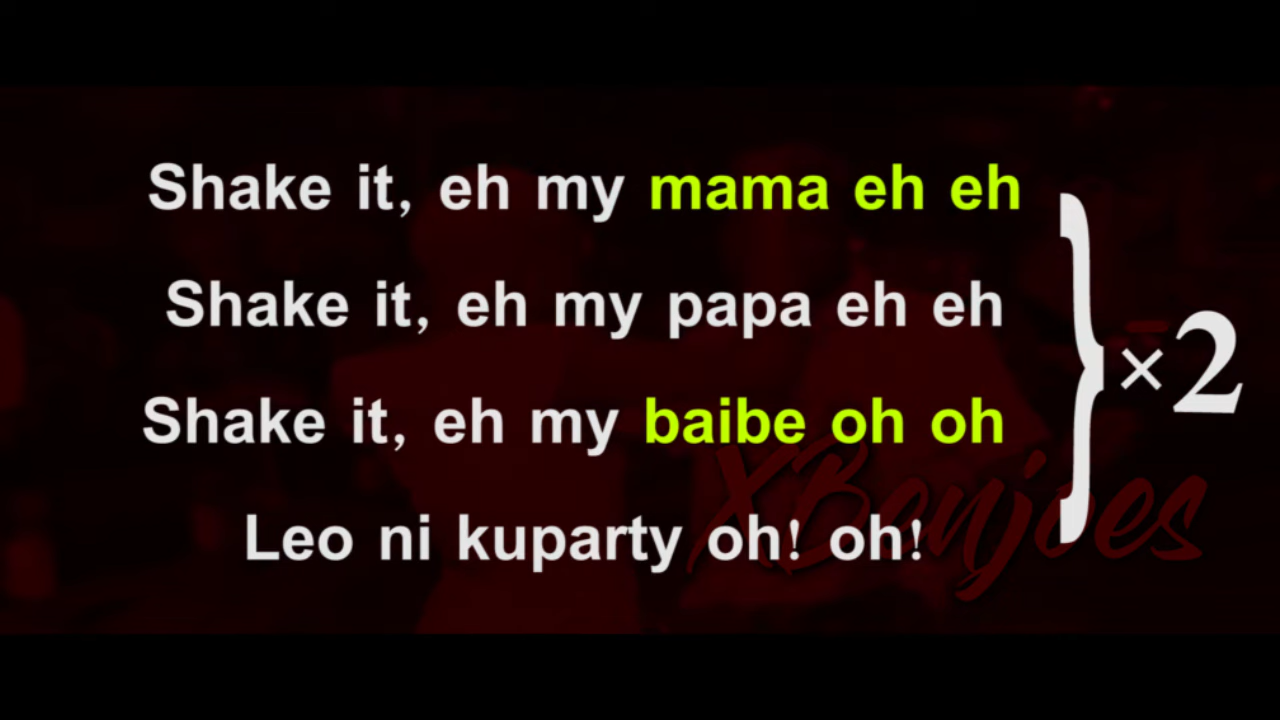 Shake it, eh my mama eh eh
Shake it, eh my papa eh eh
Shake it, eh my baibe oh oh
Leo ni kuparty oh! oh!
×2
XBenjoes